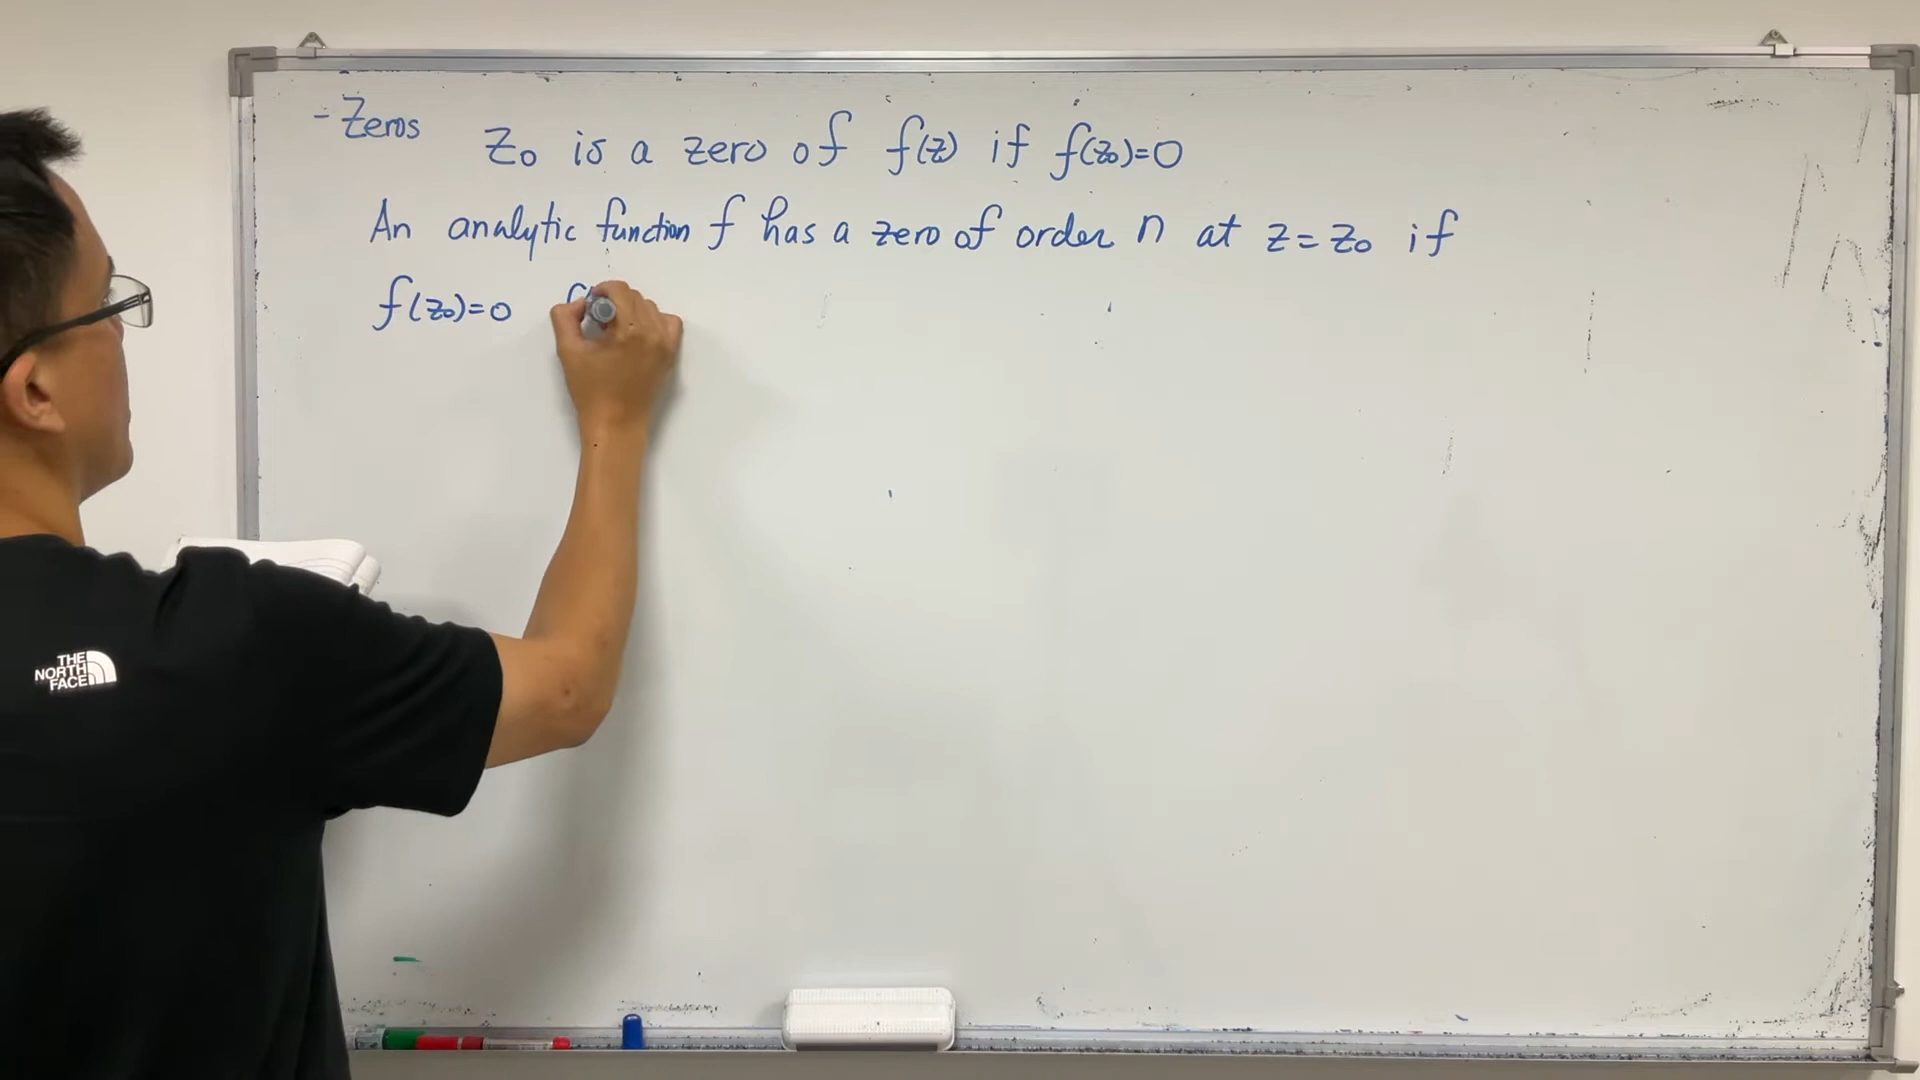 - Zeros
z₀ is a zero of f(z) if f(z₀)=0
An analytic function f has a zero of order n at z=z₀ if
f(z₀)=0 f
THE
NORTH
FACE